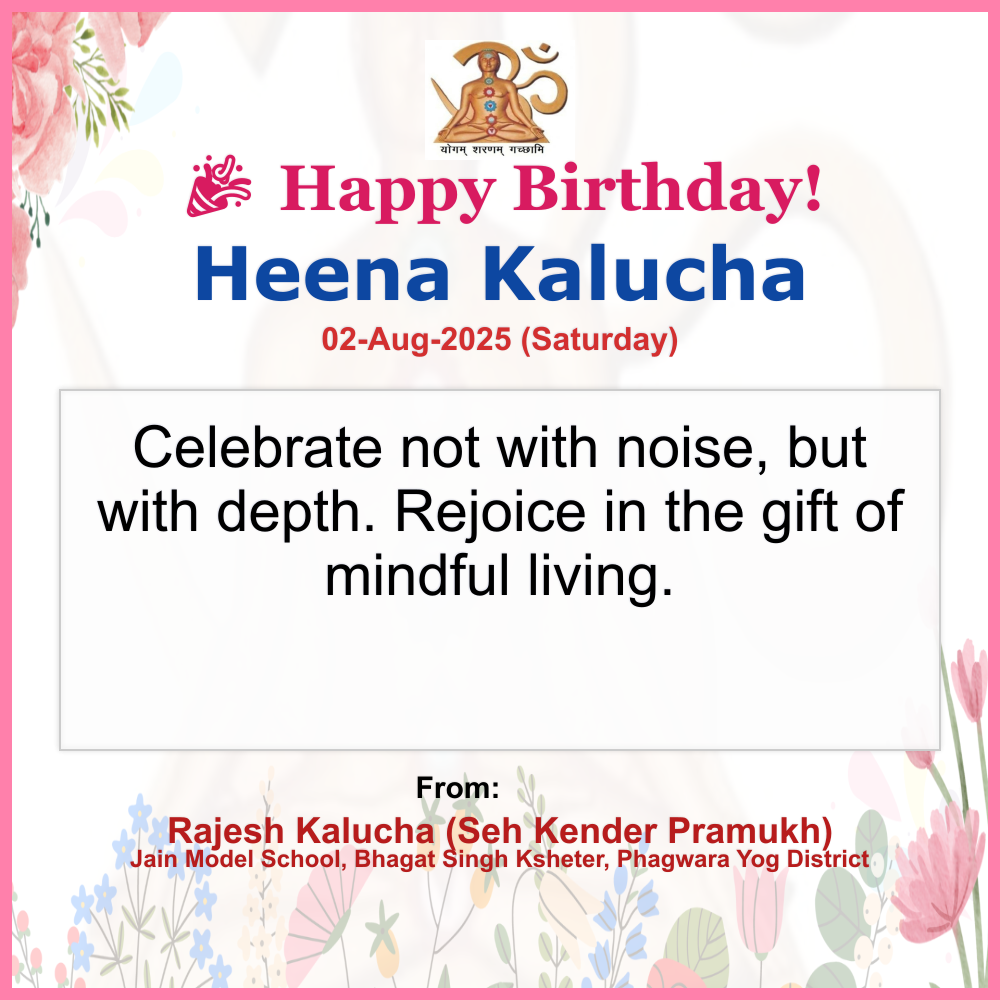 योगम् शरणम् गच्छामि
Happy Birthday!
Heena Kalucha
02-Aug-2025 (Saturday)
Celebrate not with noise, but
with depth. Rejoice in the gift of
mindful living.
From:
Rajesh Kalucha (Seh Kender Pramukh)
Jain Model School, Bhagat Singh Ksheter, Phagwara Yog District